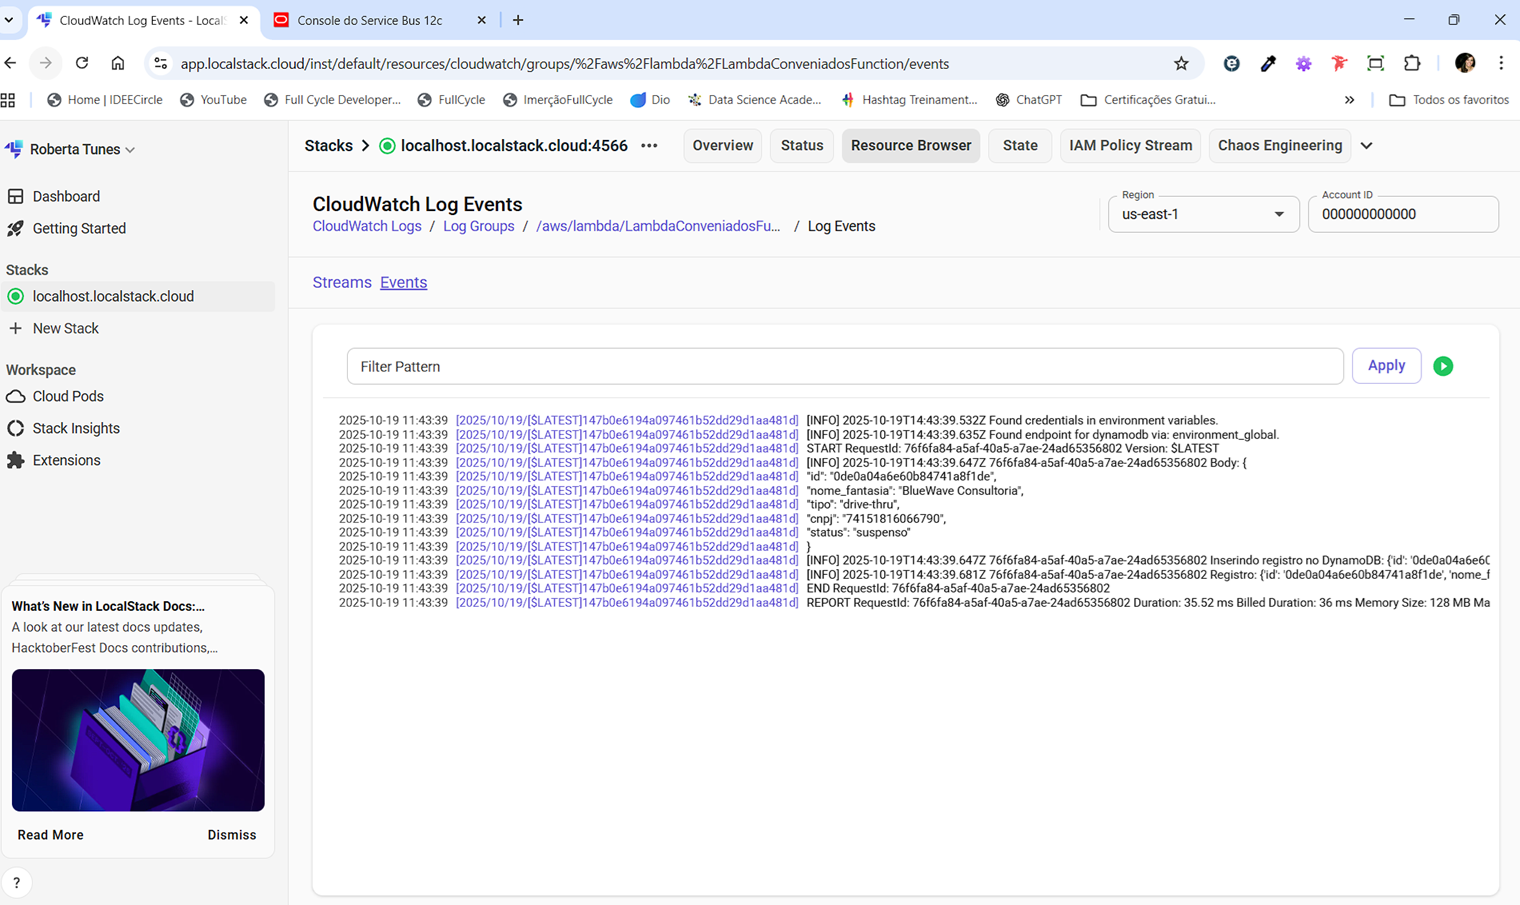 CloudWatch Log Events - LocalS
Console do Service Bus 12c
app.localstack.cloud/inst/default/resources/cloudwatch/groups/%2Faws%2Flambda%2FLambdaConveniadosFunction/events
Home | IDEECircle YouTube Full Cycle Developer... FullCycle ImerçãoFullCycle Dio Data Science Acade... Hashtag Treinament... ChatGPT Certificações Gratui... » Todos os favoritos
Roberta Tunes
Dashboard
Getting Started
Stacks
localhost.localstack.cloud
+ New Stack
Workspace
Cloud Pods
Stack Insights
Extensions
What's New in LocalStack Docs:...
A look at our latest docs updates,
HacktoberFest Docs contributions,...
Read More Dismiss
?
Stacks > localhost.localstack.cloud:4566 ••• Overview Status Resource Browser State IAM Policy Stream Chaos Engineering
CloudWatch Log Events
CloudWatch Logs / Log Groups / /aws/lambda/LambdaConveniadosFu... / Log Events
Region
us-east-1
Account ID
000000000000
Streams Events
Filter Pattern
Apply
2025-10-19 11:43:39 [2025/10/19/[$LATEST]147b0e6194a097461b52dd29d1aa481d] [INFO] 2025-10-19T14:43:39.532Z Found credentials in environment variables.
2025-10-19 11:43:39 [2025/10/19/[$LATEST]147b0e6194a097461b52dd29d1aa481d] [INFO] 2025-10-19T14:43:39.635Z Found endpoint for dynamodb via: environment_global.
2025-10-19 11:43:39 [2025/10/19/[$LATEST]147b0e6194a097461b52dd29d1aa481d] START RequestId: 76f6fa84-a5af-40a5-a7ae-24ad65356802 Version: $LATEST
2025-10-19 11:43:39 [2025/10/19/[$LATEST]147b0e6194a097461b52dd29d1aa481d] [INFO] 2025-10-19T14:43:39.647Z 76f6fa84-a5af-40a5-a7ae-24ad65356802 Body: {
2025-10-19 11:43:39 [2025/10/19/[$LATEST]147b0e6194a097461b52dd29d1aa481d] "id": "0de0a04a6e60b84741a8f1de",
2025-10-19 11:43:39 [2025/10/19/[$LATEST]147b0e6194a097461b52dd29d1aa481d] "nome_fantasia": "BlueWave Consultoria",
2025-10-19 11:43:39 [2025/10/19/[$LATEST]147b0e6194a097461b52dd29d1aa481d] "tipo": "drive-thru",
2025-10-19 11:43:39 [2025/10/19/[$LATEST]147b0e6194a097461b52dd29d1aa481d] "cnpj": "74151816066790",
2025-10-19 11:43:39 [2025/10/19/[$LATEST]147b0e6194a097461b52dd29d1aa481d] "status": "suspenso"
2025-10-19 11:43:39 [2025/10/19/[$LATEST]147b0e6194a097461b52dd29d1aa481d] }
2025-10-19 11:43:39 [2025/10/19/[$LATEST]147b0e6194a097461b52dd29d1aa481d] [INFO] 2025-10-19T14:43:39.647Z 76f6fa84-a5af-40a5-a7ae-24ad65356802 Inserindo registro no DynamoDB: {'id': '0de0a04a6e60
2025-10-19 11:43:39 [2025/10/19/[$LATEST]147b0e6194a097461b52dd29d1aa481d] [INFO] 2025-10-19T14:43:39.681Z 76f6fa84-a5af-40a5-a7ae-24ad65356802 Registro: {'id': '0de0a04a6e60b84741a8f1de', 'nome_f
2025-10-19 11:43:39 [2025/10/19/[$LATEST]147b0e6194a097461b52dd29d1aa481d] END RequestId: 76f6fa84-a5af-40a5-a7ae-24ad65356802
2025-10-19 11:43:39 [2025/10/19/[$LATEST]147b0e6194a097461b52dd29d1aa481d] REPORT RequestId: 76f6fa84-a5af-40a5-a7ae-24ad65356802 Duration: 35.52 ms Billed Duration: 36 ms Memory Size: 128 MB Ma